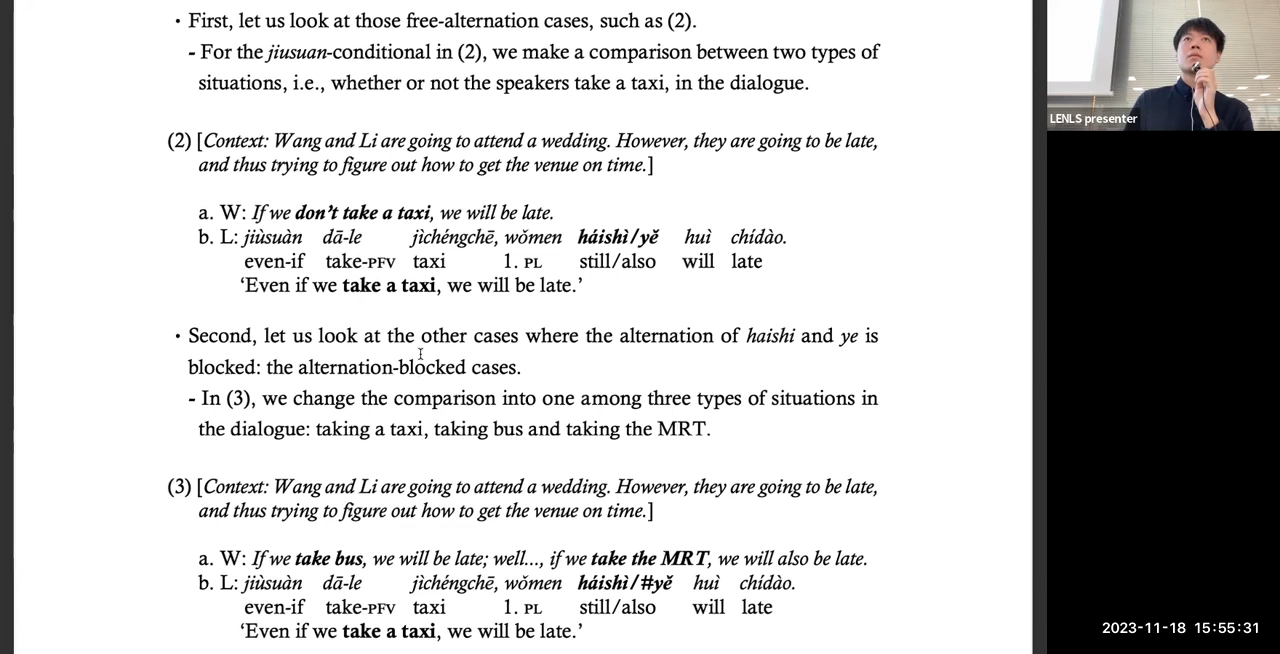 • First, let us look at those free-alternation cases, such as (2).
- For the jiusuan-conditional in (2), we make a comparison between two types of
situations, i.e., whether or not the speakers take a taxi, in the dialogue.
(2) [Context: Wang and Li are going to attend a wedding. However, they are going to be late,
and thus trying to figure out how to get the venue on time.]
a. W: If we don't take a taxi, we will be late.
b. L: jiùsuàn dā-le jìchéngchē, wǒmen háishì/yě huì chídào.
even-if take-PFV taxi 1. PL still/also will late
‘Even if we take a taxi, we will be late.’
• Second, let us look at the other cases where the alternation of haishi and ye is
blocked: the alternation-blocked cases.
- In (3), we change the comparison into one among three types of situations in
the dialogue: taking a taxi, taking bus and taking the MRT.
(3) [Context: Wang and Li are going to attend a wedding. However, they are going to be late,
and thus trying to figure out how to get the venue on time.]
a. W: If we take bus, we will be late; well..., if we take the MRT, we will also be late.
b. L: jiùsuàn dā-le jìchéngchē, wǒmen háishì/#yě huì chídào.
even-if take-PFV taxi 1. PL still/also will late
‘Even if we take a taxi, we will be late.’
LENLS presenter
2023-11-18 15:55:31